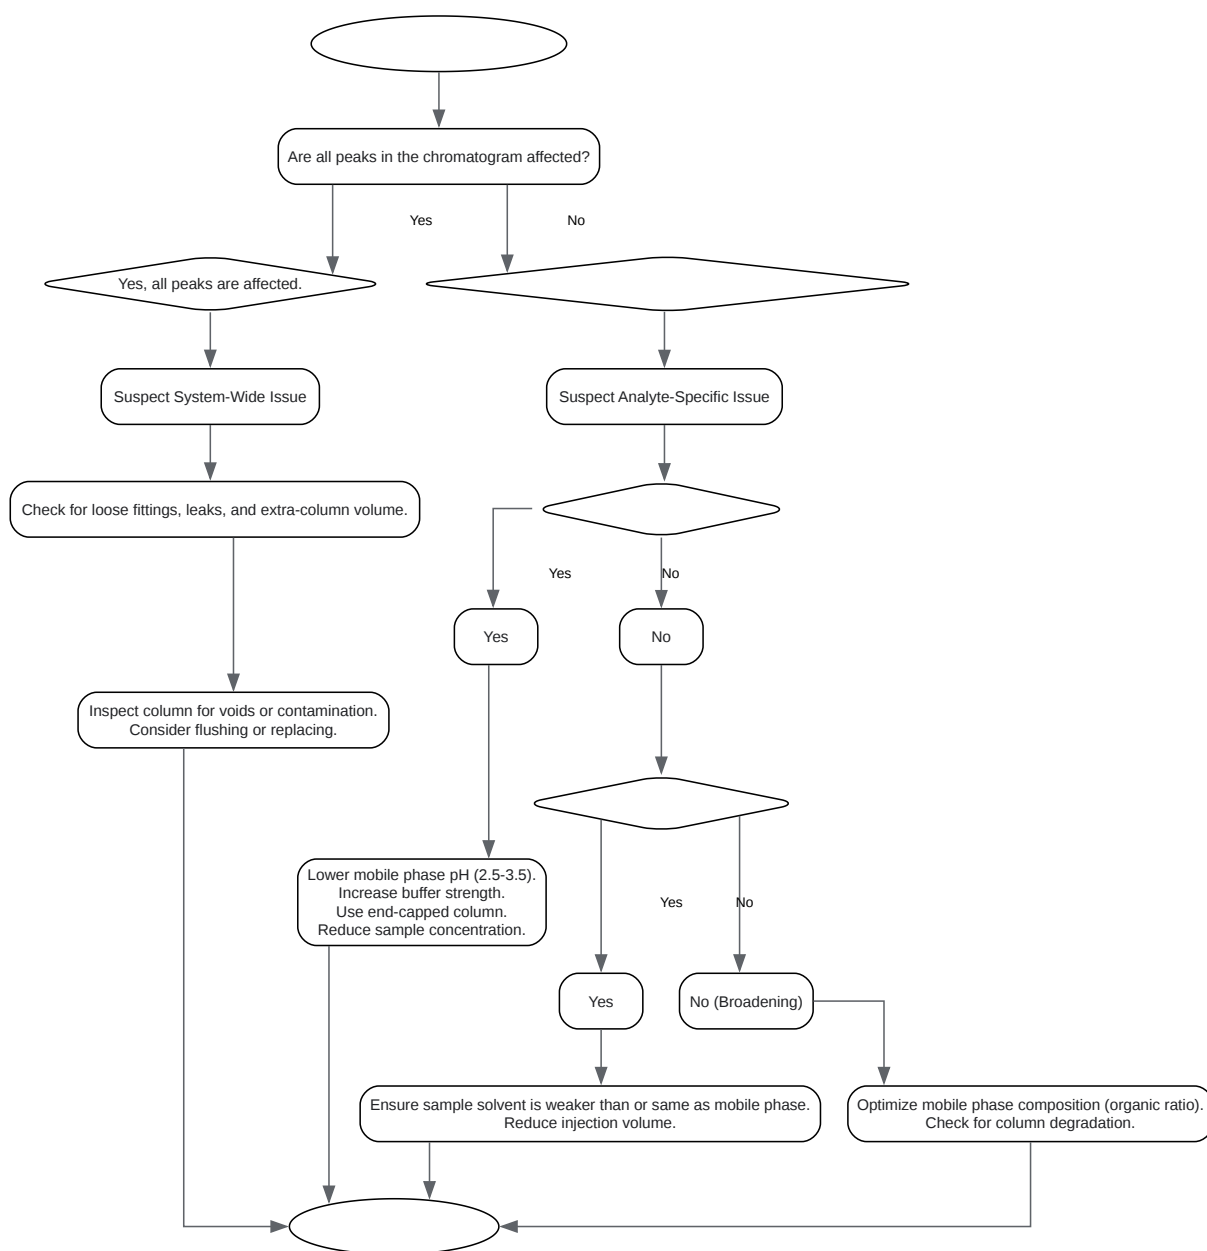 Are all peaks in the chromatogram affected?
Yes
No
Yes, all peaks are affected.
Suspect System-Wide Issue
Suspect Analyte-Specific Issue
Check for loose fittings, leaks, and extra-column volume.
Yes
No
Yes
No
Inspect column for voids or contamination.
Consider flushing or replacing.
Lower mobile phase pH (2.5-3.5).
Increase buffer strength.
Use end-capped column.
Reduce sample concentration.
Yes
No
Yes
No (Broadening)
Ensure sample solvent is weaker than or same as mobile phase.
Reduce injection volume.
Optimize mobile phase composition (organic ratio).
Check for column degradation.